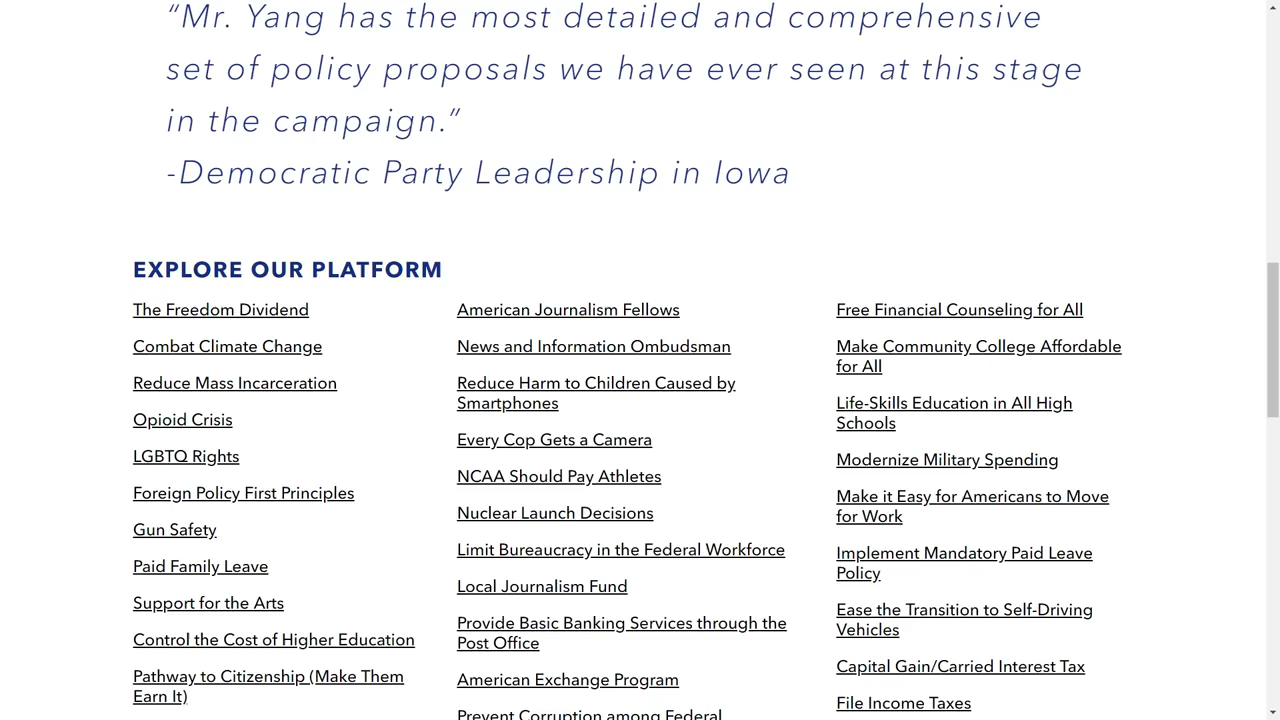 “Mr. Yang has the most detailed and comprehensive
set of policy proposals we have ever seen at this stage
in the campaign.”
-Democratic Party Leadership in Iowa
EXPLORE OUR PLATFORM
The Freedom Dividend
Combat Climate Change
Reduce Mass Incarceration
Opioid Crisis
LGBTQ Rights
Foreign Policy First Principles
Gun Safety
Paid Family Leave
Support for the Arts
Control the Cost of Higher Education
Pathway to Citizenship (Make Them
Earn It)
American Journalism Fellows
News and Information Ombudsman
Reduce Harm to Children Caused by
Smartphones
Every Cop Gets a Camera
NCAA Should Pay Athletes
Nuclear Launch Decisions
Limit Bureaucracy in the Federal Workforce
Local Journalism Fund
Provide Basic Banking Services through the
Post Office
American Exchange Program
Prevent Corruption among Federal
Free Financial Counseling for All
Make Community College Affordable
for All
Life-Skills Education in All High
Schools
Modernize Military Spending
Make it Easy for Americans to Move
for Work
Implement Mandatory Paid Leave
Policy
Ease the Transition to Self-Driving
Vehicles
Capital Gain/Carried Interest Tax
File Income Taxes